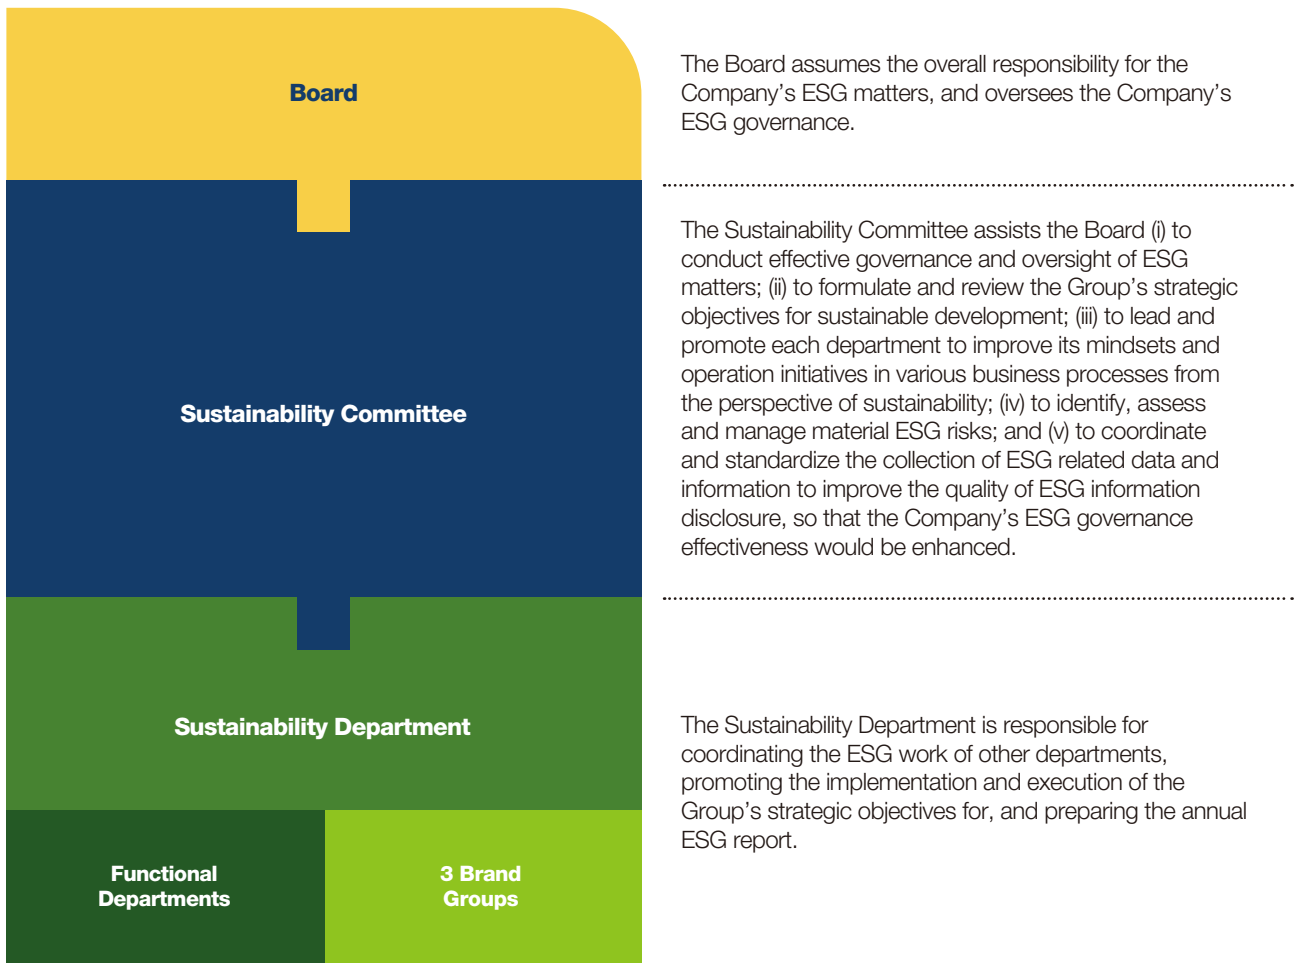 Board
The Board assumes the overall responsibility for the
Company’s ESG matters, and oversees the Company’s
ESG governance.
Sustainability Committee
The Sustainability Committee assists the Board (i) to
conduct effective governance and oversight of ESG
matters; (ii) to formulate and review the Group’s strategic
objectives for sustainable development; (iii) to lead and
promote each department to improve its mindsets and
operation initiatives in various business processes from
the perspective of sustainability; (iv) to identify, assess
and manage material ESG risks; and (v) to coordinate
and standardize the collection of ESG related data and
information to improve the quality of ESG information
disclosure, so that the Company’s ESG governance
effectiveness would be enhanced.
Sustainability Department
The Sustainability Department is responsible for
coordinating the ESG work of other departments,
promoting the implementation and execution of the
Group’s strategic objectives for, and preparing the annual
ESG report.
Functional
Departments
3 Brand
Groups